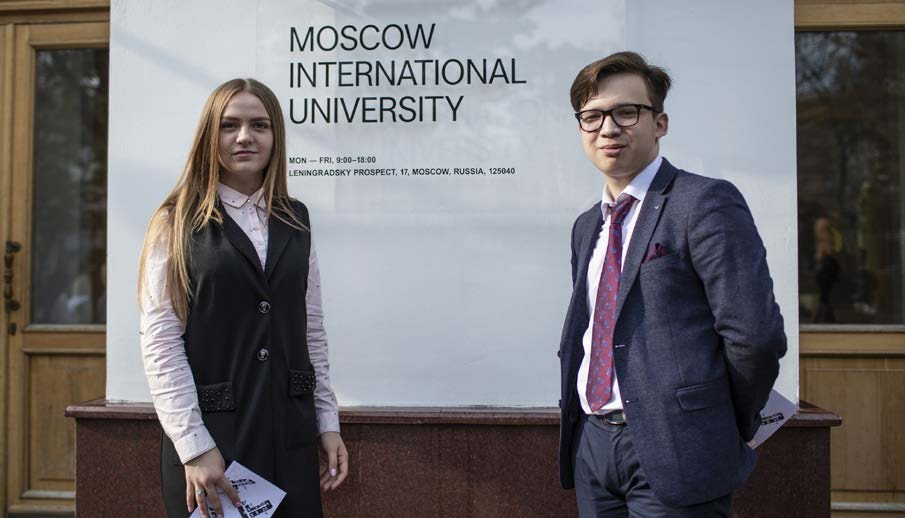 MOSCOW
INTERNATIONAL
UNIVERSITY
MON — FRI, 9:00–18:00
LENINGRADSKY PROSPECT, 17, MOSCOW, RUSSIA, 125040